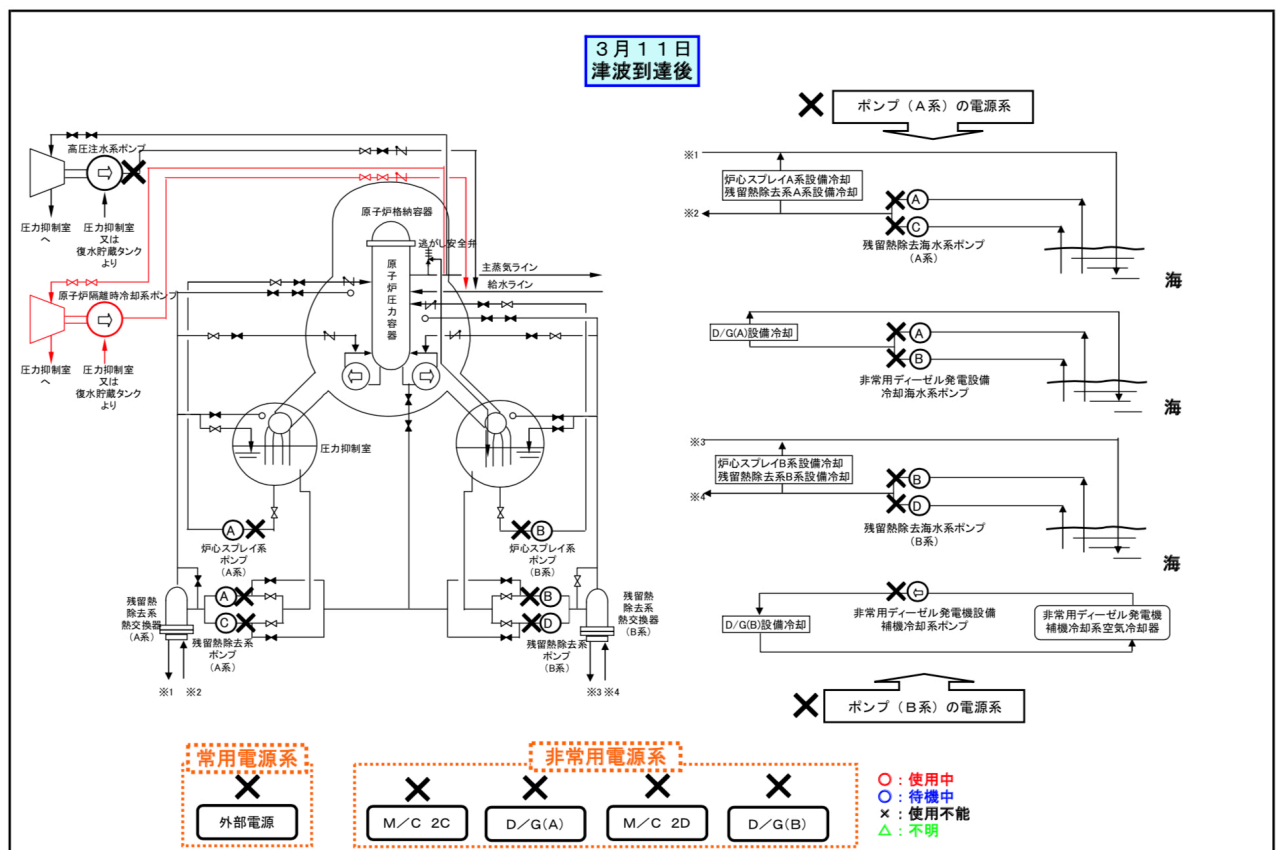 3月11日
津波到達後
高圧注水系ポンプ
圧力抑制室
へ
圧力抑制室
又は
復水貯蔵タンク
より
原子炉隔離時冷却系ポンプ
圧力抑制室
へ
圧力抑制室
又は
復水貯蔵タンク
より
原子炉格納容器
逃がし安全弁
原子炉圧力容器
主蒸気ライン
給水ライン
圧力抑制室
A
炉心スプレイ系
ポンプ
(A系)
B
炉心スプレイ系
ポンプ
(B系)
残留熱
除去系
熱交換器
(A系)
A
C
残留熱除去系
ポンプ
(A系)
※1
※2
B
D
残留熱除去系
ポンプ
(B系)
残留熱
除去系
熱交換器
(B系)
※3
※4
ポンプ(A系)の電源系
※1
炉心スプレイA系設備冷却
残留熱除去系A系設備冷却
※2
A
C
残留熱除去海水系ポンプ
(A系)
海
D/G(A)設備冷却
A
B
非常用ディーゼル発電設備
冷却海水系ポンプ
海
※3
炉心スプレイB系設備冷却
残留熱除去系B系設備冷却
※4
B
D
残留熱除去海水系ポンプ
(B系)
海
D/G(B)設備冷却
非常用ディーゼル発電機設備
補機冷却系ポンプ
非常用ディーゼル発電機
補機冷却系空気冷却器
ポンプ(B系)の電源系
常用電源系
外部電源
非常用電源系
M/C 2C
D/G(A)
M/C 2D
D/G(B)
○:使用中
○:待機中
×:使用不能
△:不明